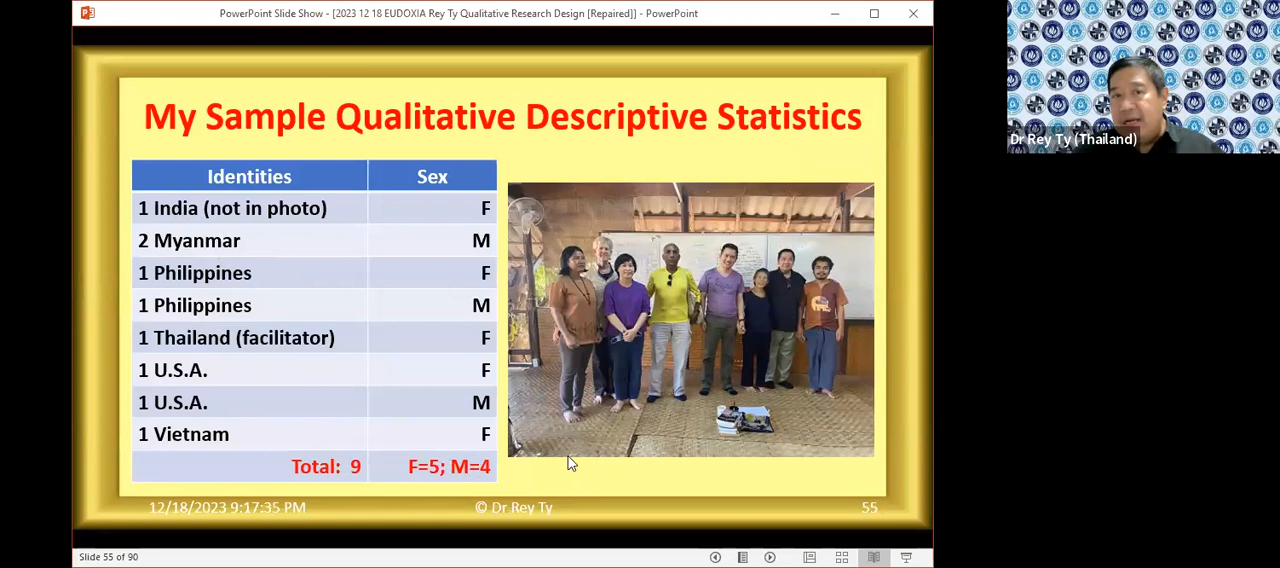 PowerPoint Slide Show - [2023 12 18 EUDOXIA Rey Ty Qualitative Research Design [Repaired]] - PowerPoint
My Sample Qualitative Descriptive Statistics
Identities Sex
1 India (not in photo) F
2 Myanmar M
1 Philippines F
1 Philippines M
1 Thailand (facilitator) F
1 U.S.A. F
1 U.S.A. M
1 Vietnam F
Total: 9 F=5; M=4
12/18/2023 9:17:35 PM © Dr Rey Ty 55
Slide 55 of 90
Dr Rey Ty (Thailand)